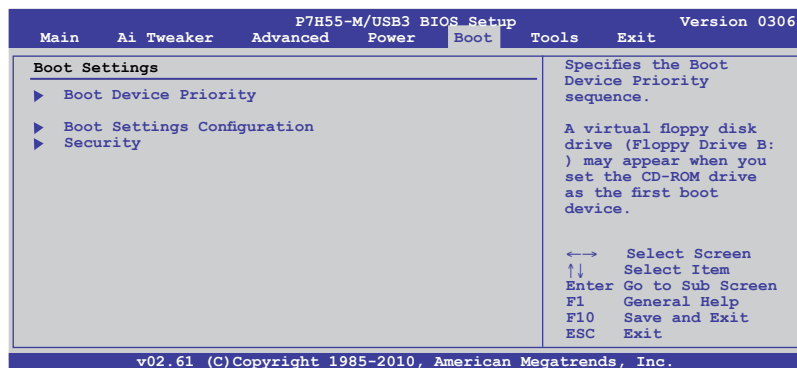 P7H55-M/USB3 BIOS Setup Version 0306
Main Ai Tweaker Advanced Power Boot Tools Exit
Boot Settings
Boot Device Priority
Boot Settings Configuration
Security
Specifies the Boot
Device Priority
sequence.
A virtual floppy disk
drive (Floppy Drive B:
) may appear when you
set the CD-ROM drive
as the first boot
device.
←→ Select Screen
↑↓ Select Item
Enter Go to Sub Screen
F1 General Help
F10 Save and Exit
ESC Exit
v02.61 (C)Copyright 1985-2010, American Megatrends, Inc.